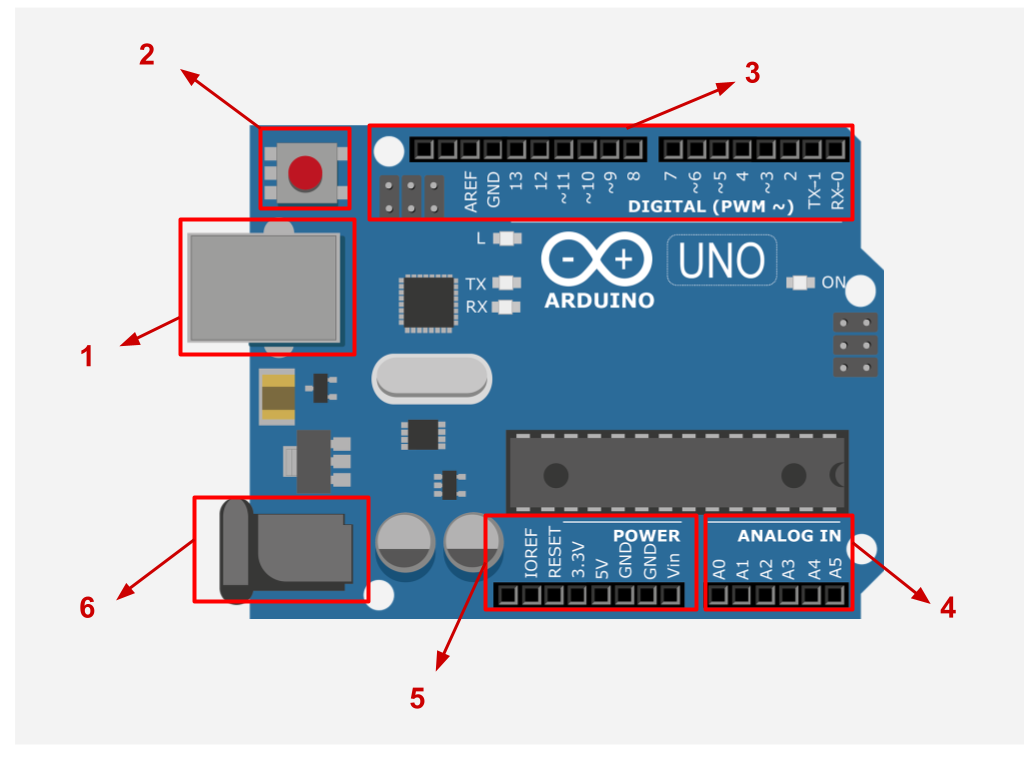 2
3
AREF GND 13 12 ~11 ~10 ~9 8 7 ~6 ~5 4 ~3 2 TX-1 RX-0
DIGITAL (PWM ~)
L
TX
RX
- +
ARDUINO
UNO
ON
1
POWER
IOREF RESET 3.3V 5V GND GND Vin
ANALOG IN
A0 A1 A2 A3 A4 A5
6
5
4